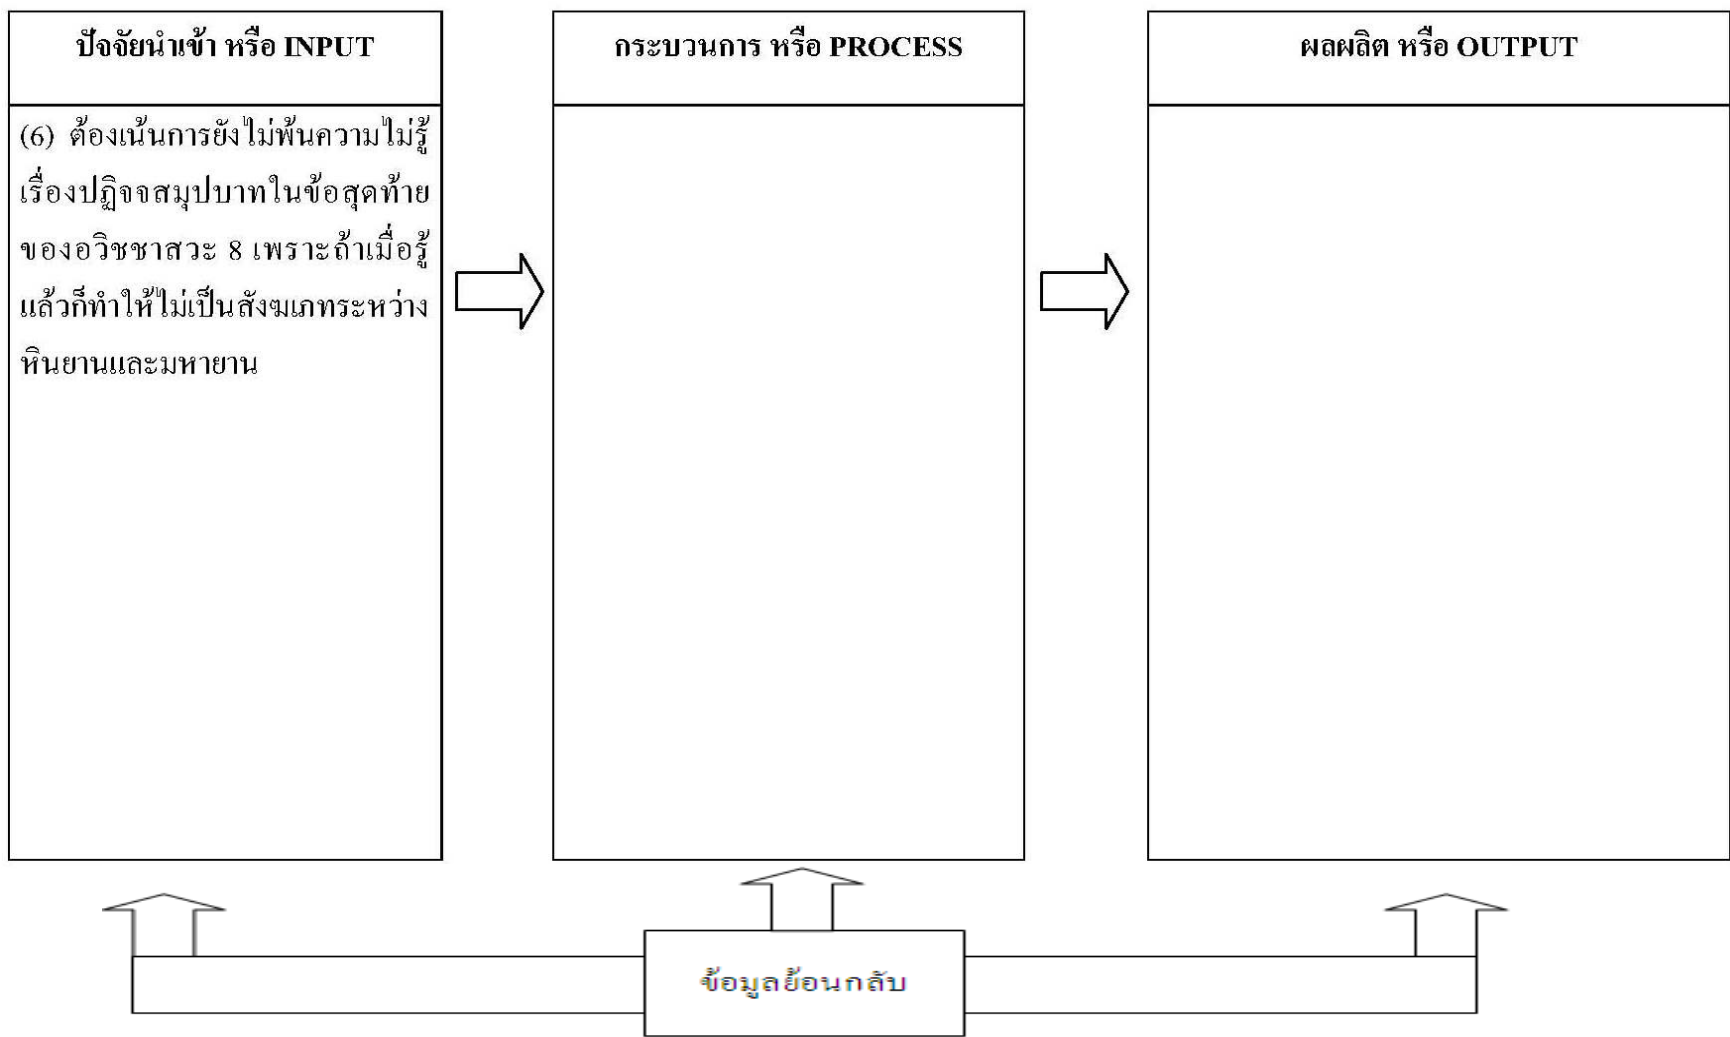 ปัจจัยนำเข้า หรือ INPUT
(6) ต้องเน้นการยังไม่พ้นความไม่รู้
เรื่องปฏิจจสมุปบาทในข้อสุดท้าย
ของอวิชชาสวะ 8 เพราะถ้าเมื่อรู้
แล้วก็ทำให้ไม่เป็นสังฆเภทระหว่าง
หินยานและมหายาน
กระบวนการ หรือ PROCESS
ผลผลิต หรือ OUTPUT
ข้อมูลย้อนกลับ